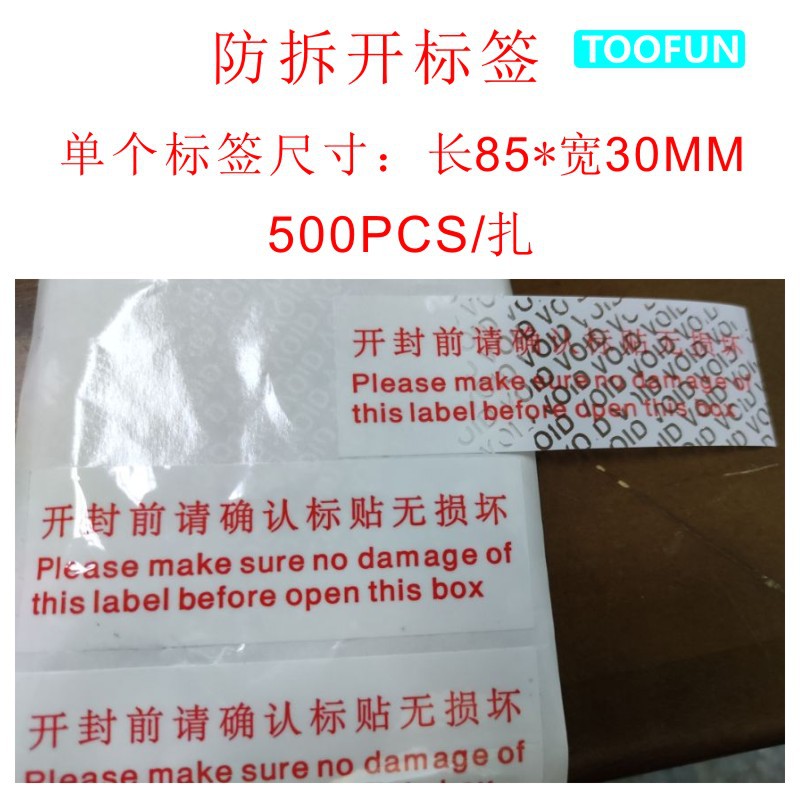 防拆开标签
TOOFUN
单个标签尺寸：长85*宽30MM
500PCS/扎
开封前请确认标贴无损坏
Please make sure no damage of
this label before open this box
VOID VOID VOID
开封前请确认标贴无损坏
Please make sure no damage of
this label before open this box
开封前请确认标贴无损坏
Please make sure no damage of